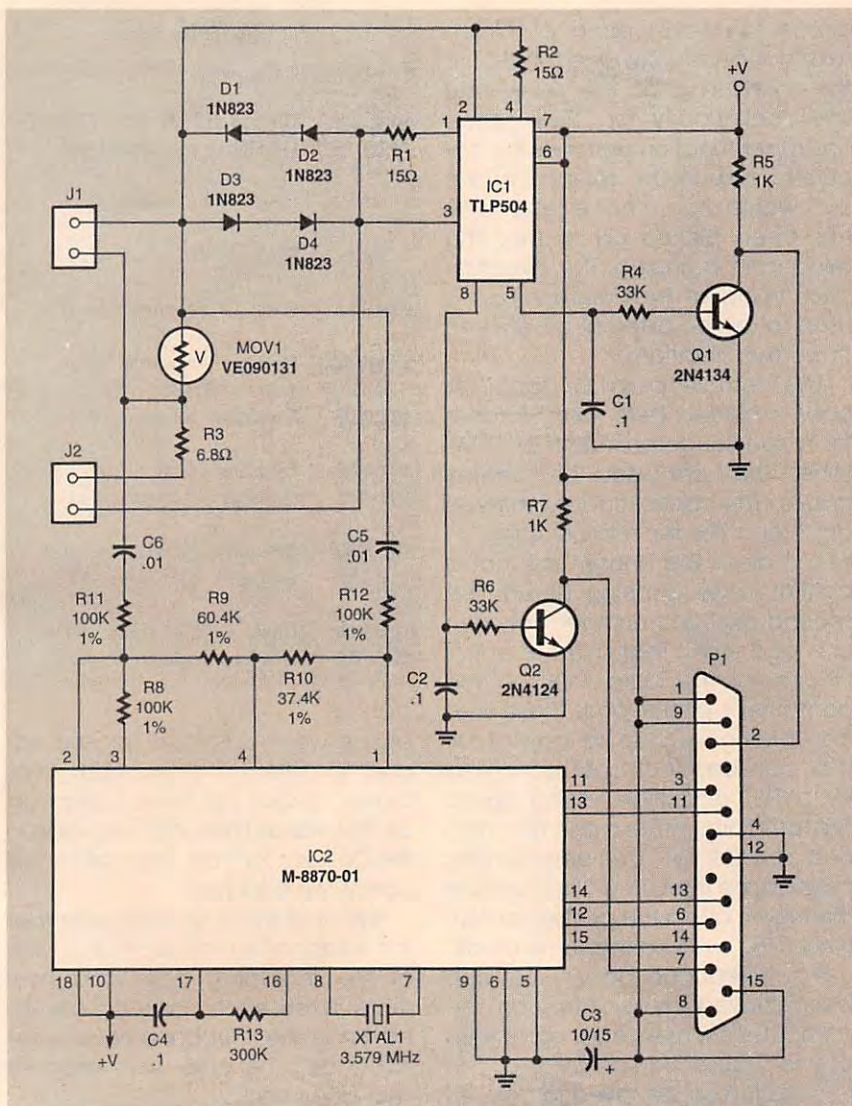 R2
15Ω
+V
D1
1N823
2
4
1
7
D2
1N823
R1
15Ω
6
R5
1K
J1
D3
1N823
IC1
TLP504
3
D4
1N823
R4
33K
8
5
V
MOV1
VE090131
Q1
2N4134
C1
.1
R3
6.8Ω
J2
R7
1K
C6
.01
C5
.01
R6
33K
R11
100K
1%
R9
60.4K
1%
R12
100K
1%
P1
Q2
2N4124
R8
100K
1%
R10
37.4K
1%
C2
.1
1
9
2
2
3
4
1
11
3
13
11
4
IC2
M-8870-01
12
14
13
12
6
15
14
7
15
18
10
17
16
8
7
9
6
5
8
C3
10/15
+
C4
.1
R13
300K
XTAL1
3.579 MHz
+V